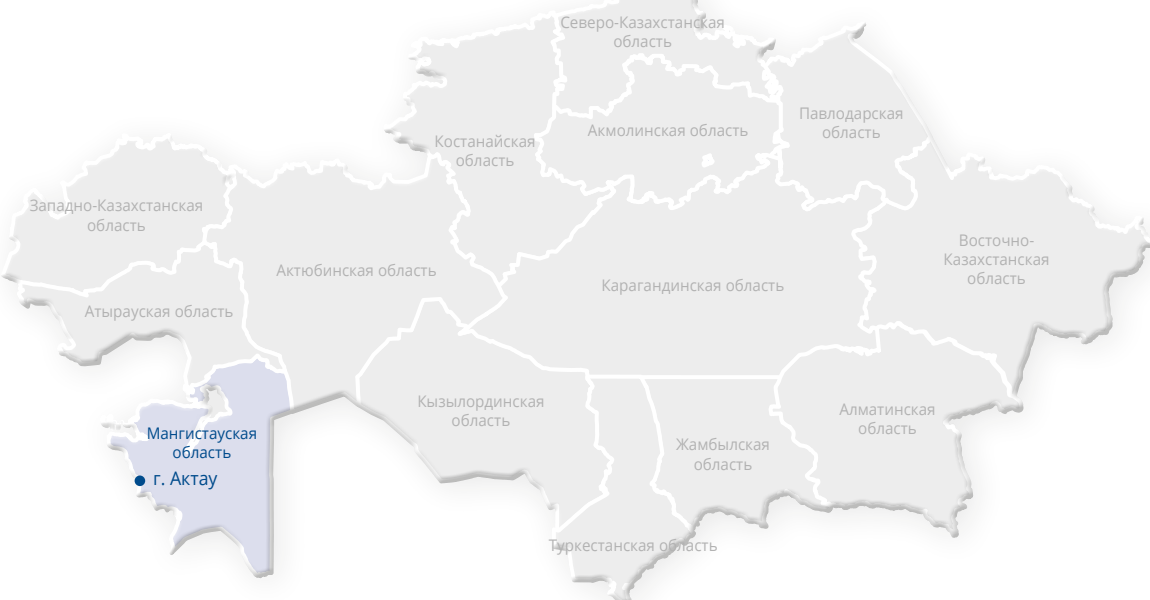 Северо-Казахстанская
область
Павлодарская
область
Акмолинская область
Костанайская
область
Западно-Казахстанская
область
Восточно-
Казахстанская
область
Актюбинская область
Карагандинская область
Атырауская область
Кызылординская
область
Алматинская
область
Мангистауская
область
Жамбылская
область
г. Актау
Туркестанская область